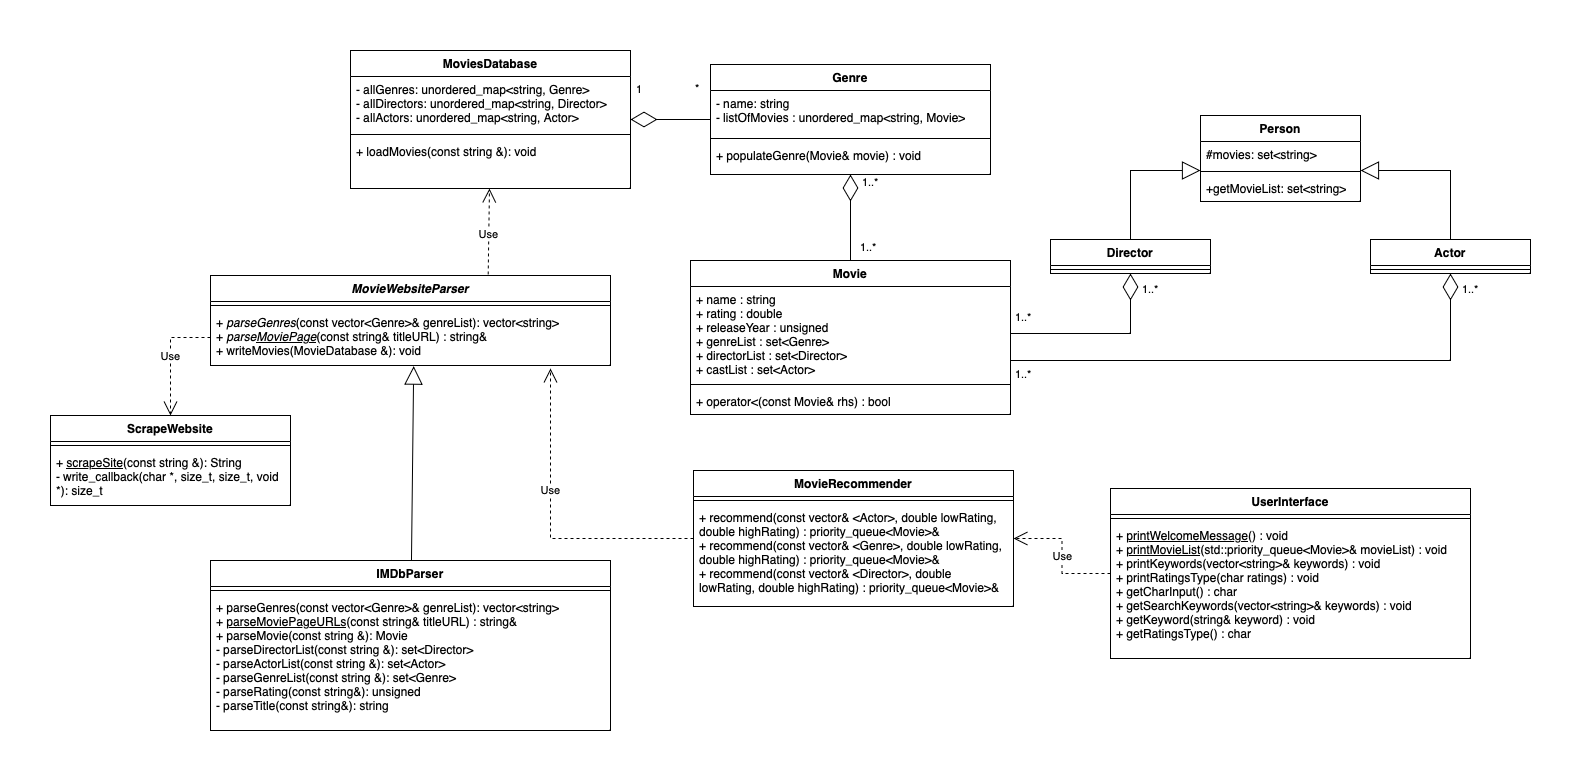 MoviesDatabase
- allGenres: unordered_map<string, Genre>
- allDirectors: unordered_map<string, Director>
- allActors: unordered_map<string, Actor>
+ loadMovies(const string &): void
1
*
Genre
- name: string
- listOfMovies : unordered_map<string, Movie>
+ populateGenre(Movie& movie) : void
1..*
1..*
Person
#movies: set<string>
+getMovieList: set<string>
Director
1..*
Actor
1..*
Use
Movie
+ name : string
+ rating : double
+ releaseYear : unsigned
+ genreList : set<Genre>
+ directorList : set<Director>
+ castList : set<Actor>
+ operator<(const Movie& rhs) : bool
1..*
1..*
MovieWebsiteParser
+ parseGenres(const vector<Genre>& genreList): vector<string>
+ parseMoviePage(const string& titleURL) : string&
+ writeMovies(MovieDatabase &): void
Use
ScrapeWebsite
+ scrapeSite(const string &): String
- write_callback(char *, size_t, size_t, void
*): size_t
Use
MovieRecommender
+ recommend(const vector& <Actor>, double lowRating,
double highRating) : priority_queue<Movie>&
+ recommend(const vector& <Genre>, double lowRating,
double highRating) : priority_queue<Movie>&
+ recommend(const vector& <Director>, double
lowRating, double highRating) : priority_queue<Movie>&
Use
UserInterface
+ printWelcomeMessage() : void
+ printMovieList(std::priority_queue<Movie>& movieList) : void
+ printKeywords(vector<string>& keywords) : void
+ printRatingsType(char ratings) : void
+ getCharInput() : char
+ getSearchKeywords(vector<string>& keywords) : void
+ getKeyword(string& keyword) : void
+ getRatingsType() : char
IMDbParser
+ parseGenres(const vector<Genre>& genreList): vector<string>
+ parseMoviePageURLs(const string& titleURL) : string&
+ parseMovie(const string &): Movie
- parseDirectorList(const string &): set<Director>
- parseActorList(const string &): set<Actor>
- parseGenreList(const string &): set<Genre>
- parseRating(const string&): unsigned
- parseTitle(const string&): string